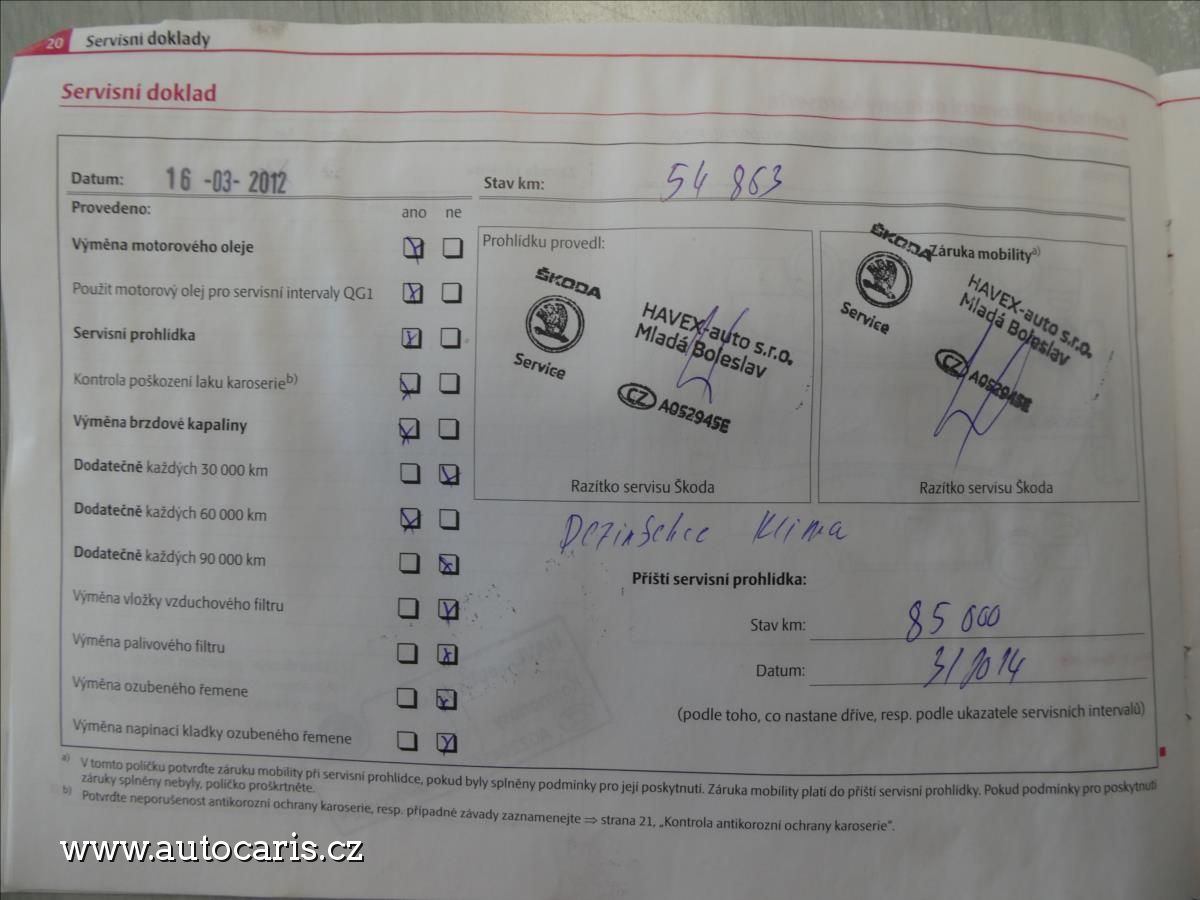 20 Servisní doklady
Servisní doklad
Datum: 16 -03- 2012
Stav km: 54 863
Provedeno: ano ne
Výměna motorového oleje
Použit motorový olej pro servisní intervaly QG1
Servisní prohlídka
Kontrola poškození laku karoserie b)
Výměna brzdové kapaliny
Dodatečně každých 30 000 km
Dodatečně každých 60 000 km
Dodatečně každých 90 000 km
Výměna vložky vzduchového filtru
Výměna palivového filtru
Výměna ozubeného řemene
Výměna napínací kladky ozubeného řemene
Prohlídku provedl:
ŠKODA
Service
HAVEX-auto s.r.o.
Mladá Boleslav
CZ A052945E
Razítko servisu Škoda
Záruka mobility a)
ŠKODA
Service
HAVEX-auto s.r.o.
Mladá Boleslav
CZ A052945E
Razítko servisu Škoda
Dezinfekce Klima
Příští servisní prohlídka:
Stav km: 85 000
Datum: 3/2014
(podle toho, co nastane dříve, resp. podle ukazatele servisních intervalů)
a) V tomto políčku potvrďte záruku mobility při servisní prohlídce, pokud byly splněny podmínky pro její poskytnutí. Záruka mobility platí do příští servisní prohlídky. Pokud podmínky pro poskytnutí
záruky splněny nebyly, políčko proškrtněte.
b) Potvrďte neporušenost antikorozní ochrany karoserie, resp. případné závady zaznamenejte ⇒ strana 21, „Kontrola antikorozní ochrany karoserie“.
www.autocaris.cz